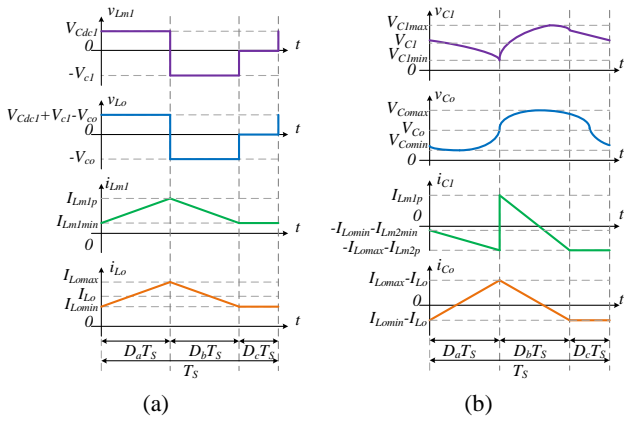 v_Lm1
V_Cdc1
0
-V_c1
t
v_Lo
V_Cdc1+V_c1-V_co
0
-V_co
t
i_Lm1
I_Lm1p
I_Lm1min
0
t
i_Lo
I_Lomax
I_Lo
I_Lomin
0
t
D_aT_S
D_bT_S
D_cT_S
T_S
(a)
v_C1
V_C1max
V_C1
V_C1min
0
t
v_Co
V_Comax
V_Co
V_Comin
0
t
i_C1
I_Lm1p
0
-I_Lomin-I_Lm2min
-I_Lomax-I_Lm2p
t
i_Co
I_Lomax-I_Lo
0
I_Lomin-I_Lo
t
D_aT_S
D_bT_S
D_cT_S
T_S
(b)